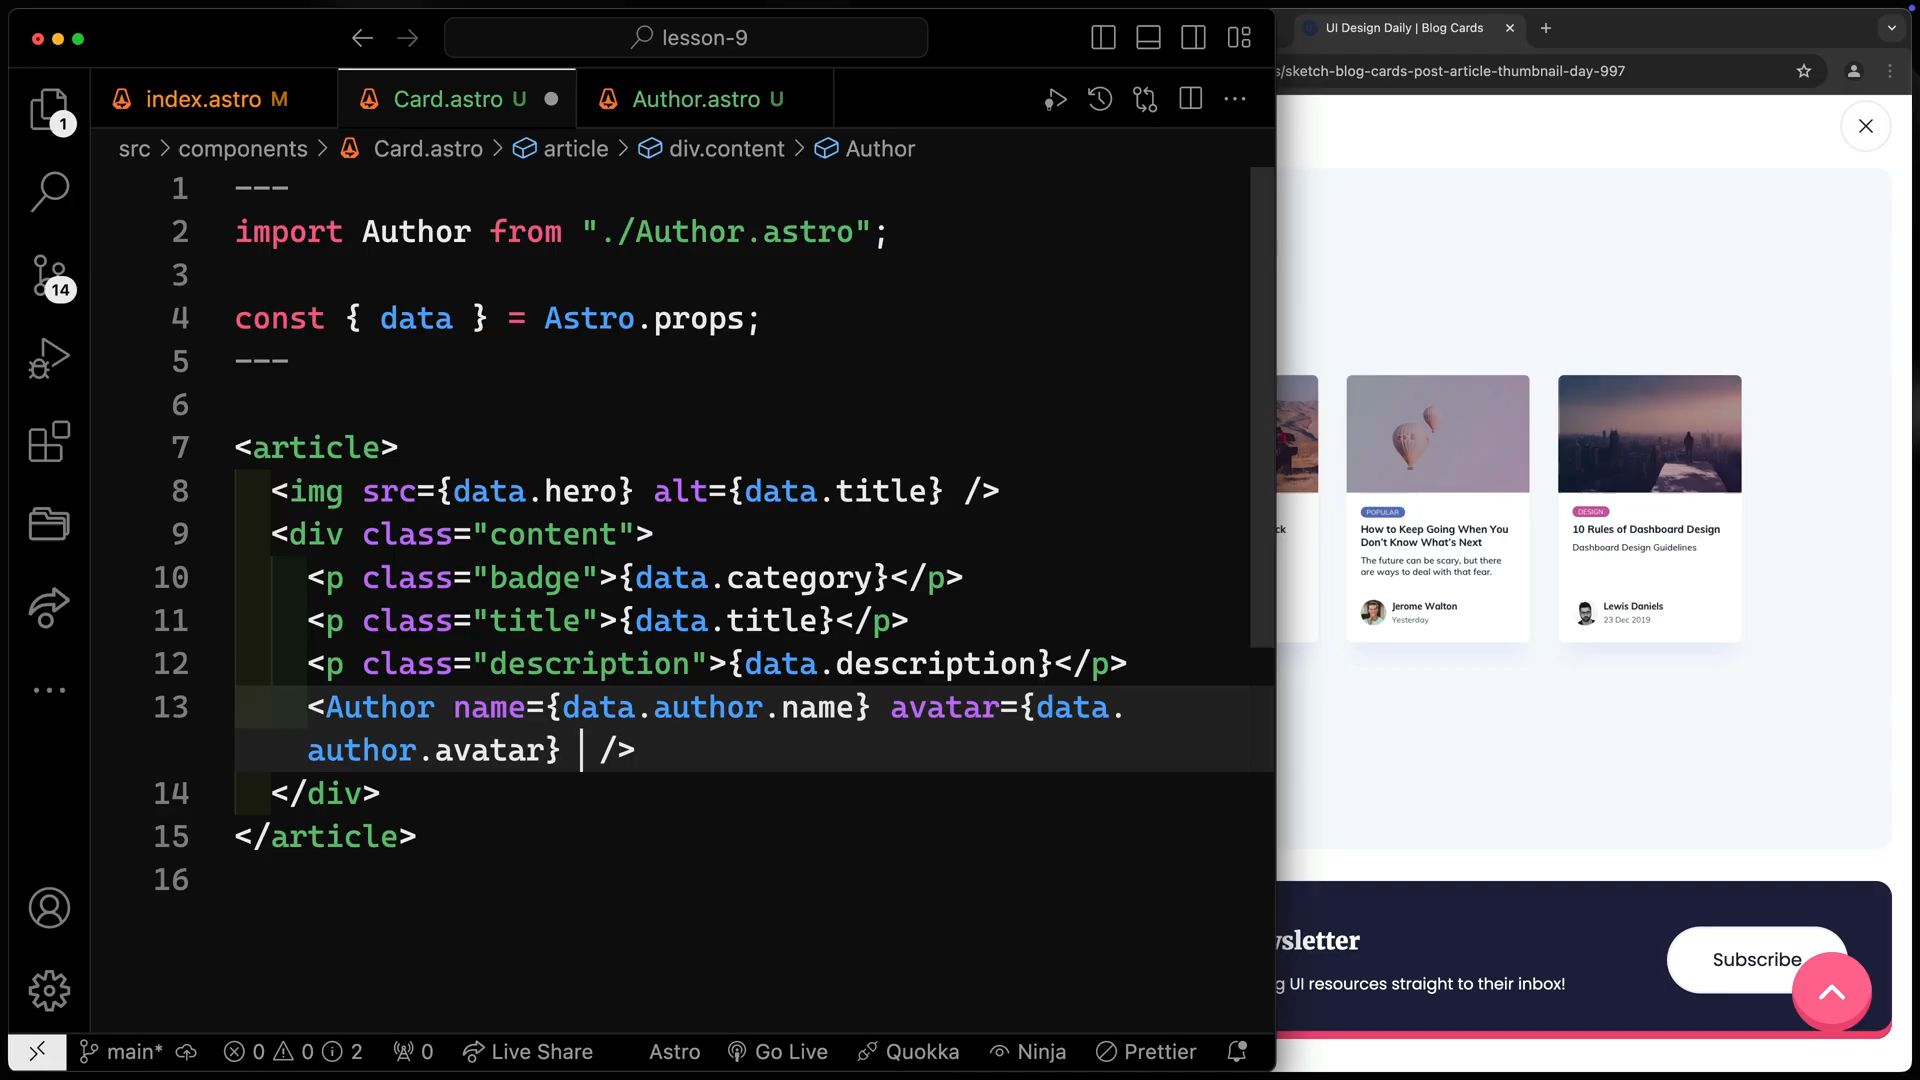 lesson-9
index.astro M
Card.astro U
Author.astro U
src components Card.astro article div.content Author
1 ---
2 import Author from "./Author.astro";
3
4 const { data } = Astro.props;
5 ---
6
7 <article>
8 <img src={data.hero} alt={data.title} />
9 <div class="content">
10 <p class="badge">{data.category}</p>
11 <p class="title">{data.title}</p>
12 <p class="description">{data.description}</p>
13 <Author name={data.author.name} avatar={data.
author.avatar} />
14 </div>
15 </article>
16
1
14
main* 0 0 2 0 Live Share Astro Go Live Quokka Ninja Prettier
UI Design Daily | Blog Cards
s/sketch-blog-cards-post-article-thumbnail-day-997
ck
POPULAR
How to Keep Going When You
Don't Know What's Next
The future can be scary, but there
are ways to deal with that fear.
Jerome Walton
Yesterday
DESIGN
10 Rules of Dashboard Design
Dashboard Design Guidelines
Lewis Daniels
23 Dec 2019
wsletter
g UI resources straight to their inbox!
Subscribe